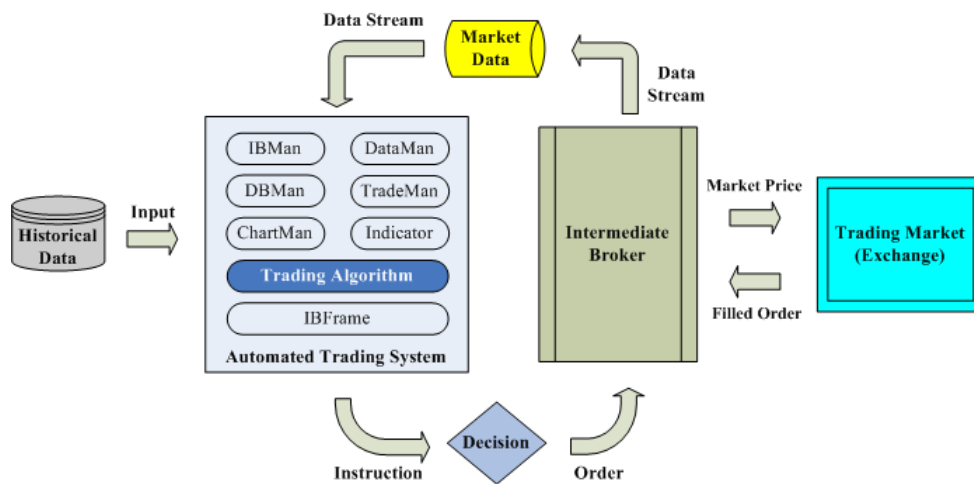 Data Stream
Market
Data
Data
Stream
IBMan
DataMan
DBMan
TradeMan
ChartMan
Indicator
Trading Algorithm
IBFrame
Automated Trading System
Historical
Data
Input
Intermediate
Broker
Market Price
Filled Order
Trading Market
(Exchange)
Instruction
Decision
Order